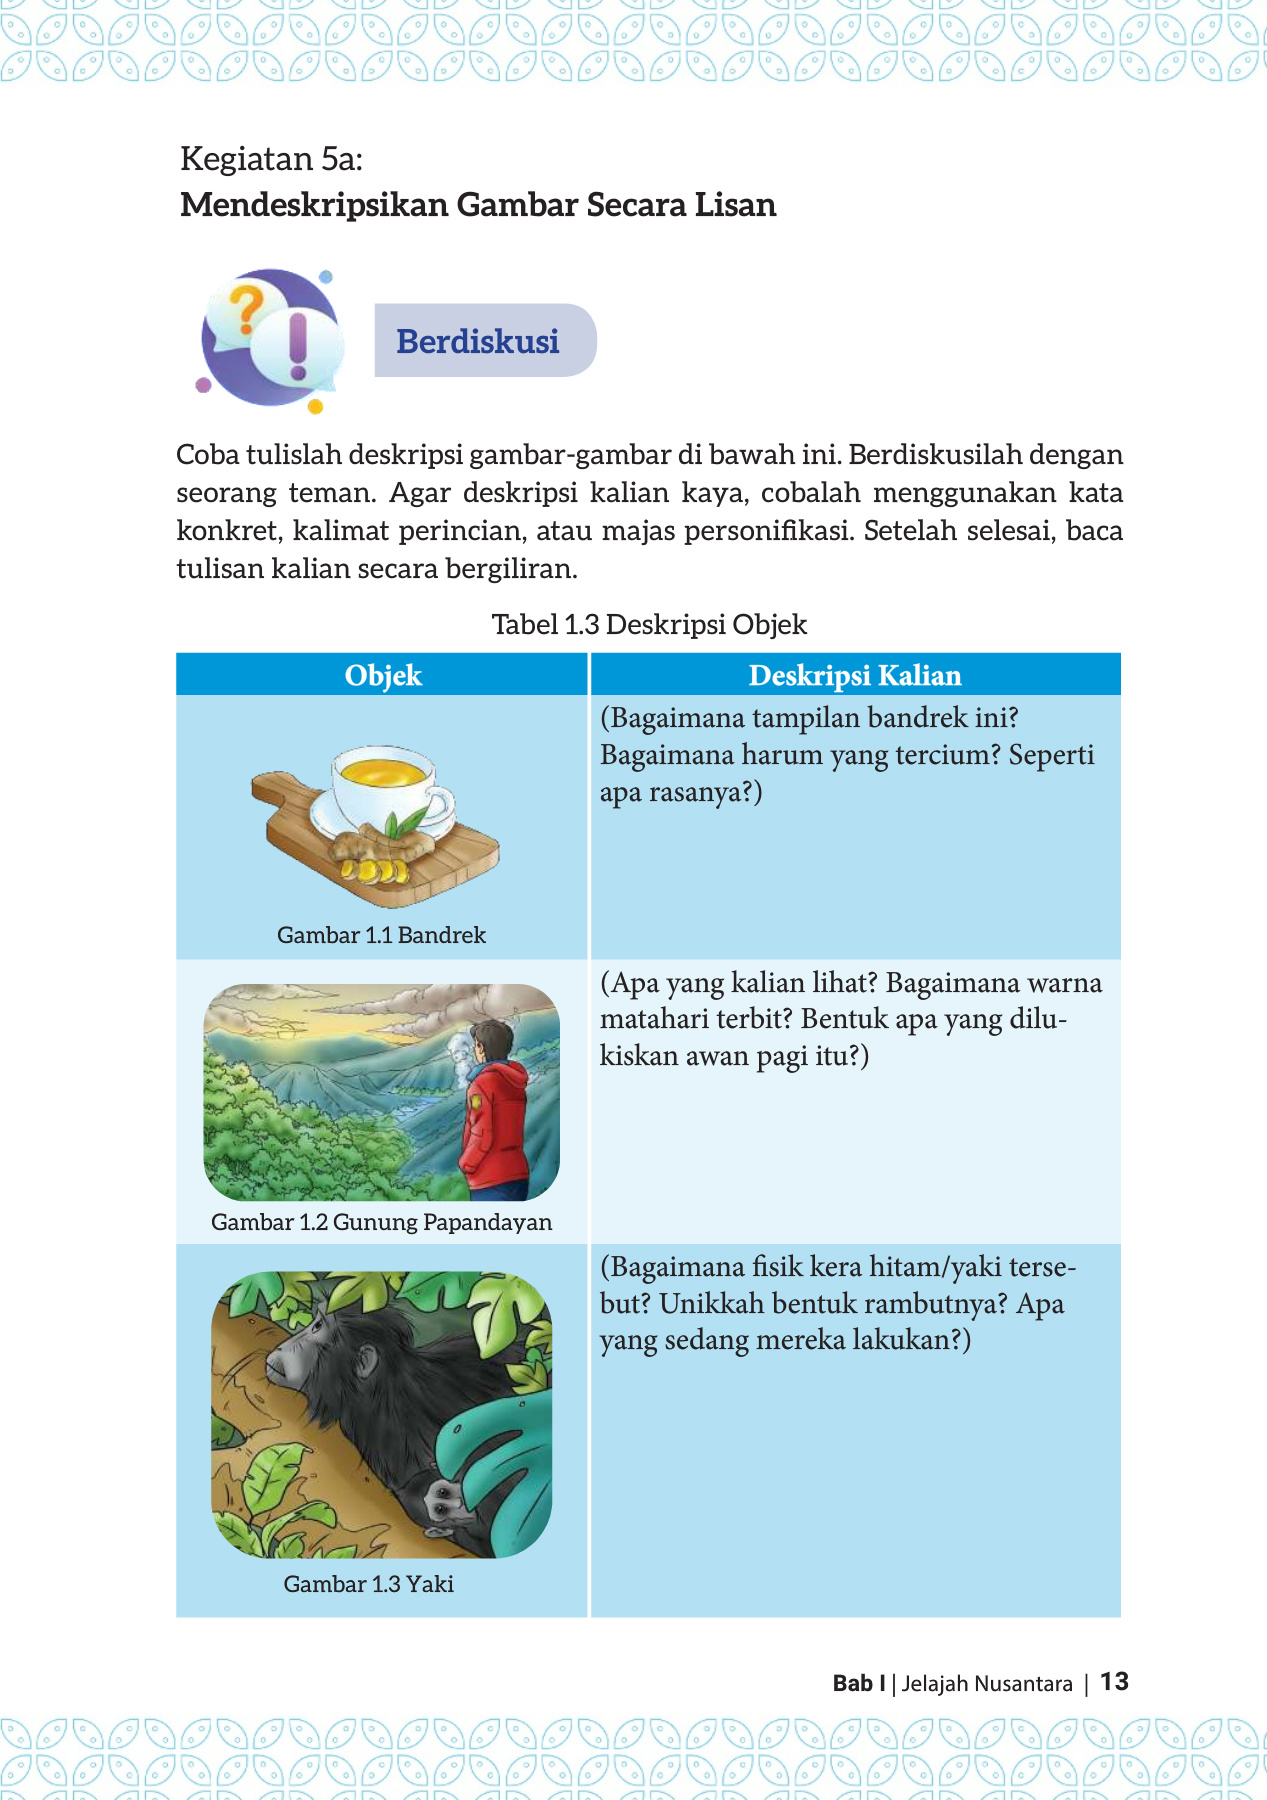 Kegiatan 5a:
Mendeskripsikan Gambar Secara Lisan
?
!
Berdiskusi
Coba tulislah deskripsi gambar-gambar di bawah ini. Berdiskusilah dengan
seorang teman. Agar deskripsi kalian kaya, cobalah menggunakan kata
konkret, kalimat perincian, atau majas personifikasi. Setelah selesai, baca
tulisan kalian secara bergiliran.
Tabel 1.3 Deskripsi Objek
Objek
Deskripsi Kalian
(Bagaimana tampilan bandrek ini?
Bagaimana harum yang tercium? Seperti
apa rasanya?)
Gambar 1.1 Bandrek
(Apa yang kalian lihat? Bagaimana warna
matahari terbit? Bentuk apa yang dilu-
kiskan awan pagi itu?)
Gambar 1.2 Gunung Papandayan
(Bagaimana fisik kera hitam/yaki terse-
but? Unikkah bentuk rambutnya? Apa
yang sedang mereka lakukan?)
Gambar 1.3 Yaki
Bab I | Jelajah Nusantara | 13